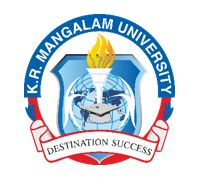 K.R. MANGALAM UNIVERSITY
DESTINATION SUCCESS